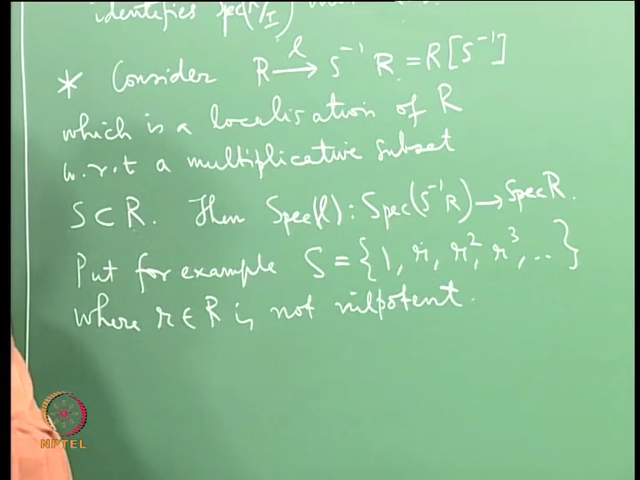 identifies Spec(R/I)
* Consider R —ℓ→ S⁻¹ R = R[S⁻¹]
which is a localisation of R
w.r.t a multiplicative subset
S ⊂ R. Then Spec(ℓ): Spec(S⁻¹R) → Spec R.
Put for example S = {1, r, r², r³, ...}
where r ∈ R is not nilpotent.
NPTEL